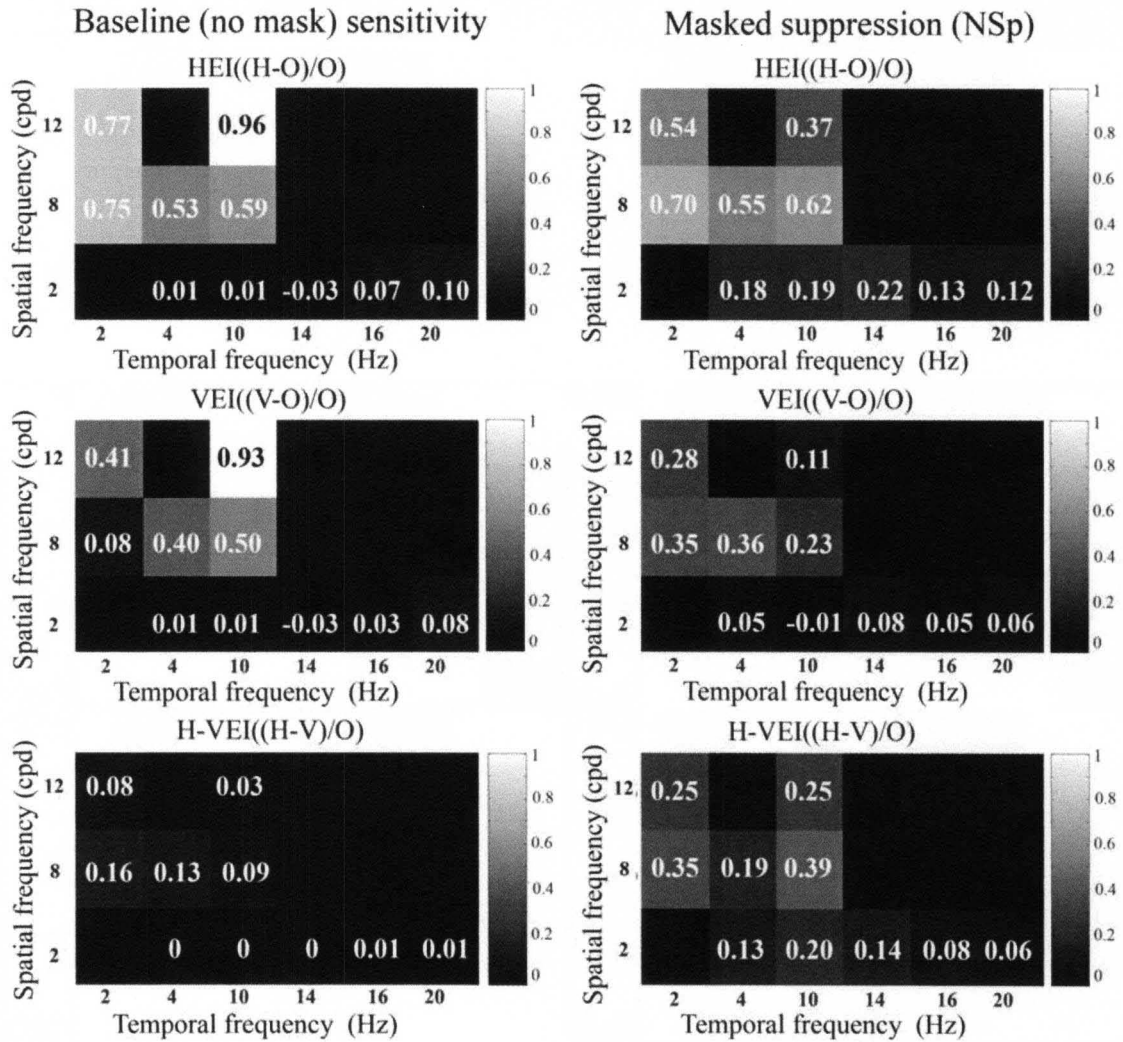 Baseline (no mask) sensitivity
HEI((H-O)/O)
Spatial frequency (cpd)
12 0.77 0.96
8 0.75 0.53 0.59
2 0.01 0.01 -0.03 0.07 0.10
2 4 10 14 16 20
Temporal frequency (Hz)
1
0.8
0.6
0.4
0.2
0
VEI((V-O)/O)
Spatial frequency (cpd)
12 0.41 0.93
8 0.08 0.40 0.50
2 0.01 0.01 -0.03 0.03 0.08
2 4 10 14 16 20
Temporal frequency (Hz)
1
0.8
0.6
0.4
0.2
0
H-VEI((H-V)/O)
Spatial frequency (cpd)
12 0.08 0.03
8 0.16 0.13 0.09
2 0 0 0 0.01 0.01
2 4 10 14 16 20
Temporal frequency (Hz)
1
0.8
0.6
0.4
0.2
0
Masked suppression (NSp)
HEI((H-O)/O)
Spatial frequency (cpd)
12 0.54 0.37
8 0.70 0.55 0.62
2 0.18 0.19 0.22 0.13 0.12
2 4 10 14 16 20
Temporal frequency (Hz)
1
0.8
0.6
0.4
0.2
0
VEI((V-O)/O)
Spatial frequency (cpd)
12 0.28 0.11
8 0.35 0.36 0.23
2 0.05 -0.01 0.08 0.05 0.06
2 4 10 14 16 20
Temporal frequency (Hz)
1
0.8
0.6
0.4
0.2
0
H-VEI((H-V)/O)
Spatial frequency (cpd)
12 0.25 0.25
8 0.35 0.19 0.39
2 0.13 0.20 0.14 0.08 0.06
2 4 10 14 16 20
Temporal frequency (Hz)
1
0.8
0.6
0.4
0.2
0